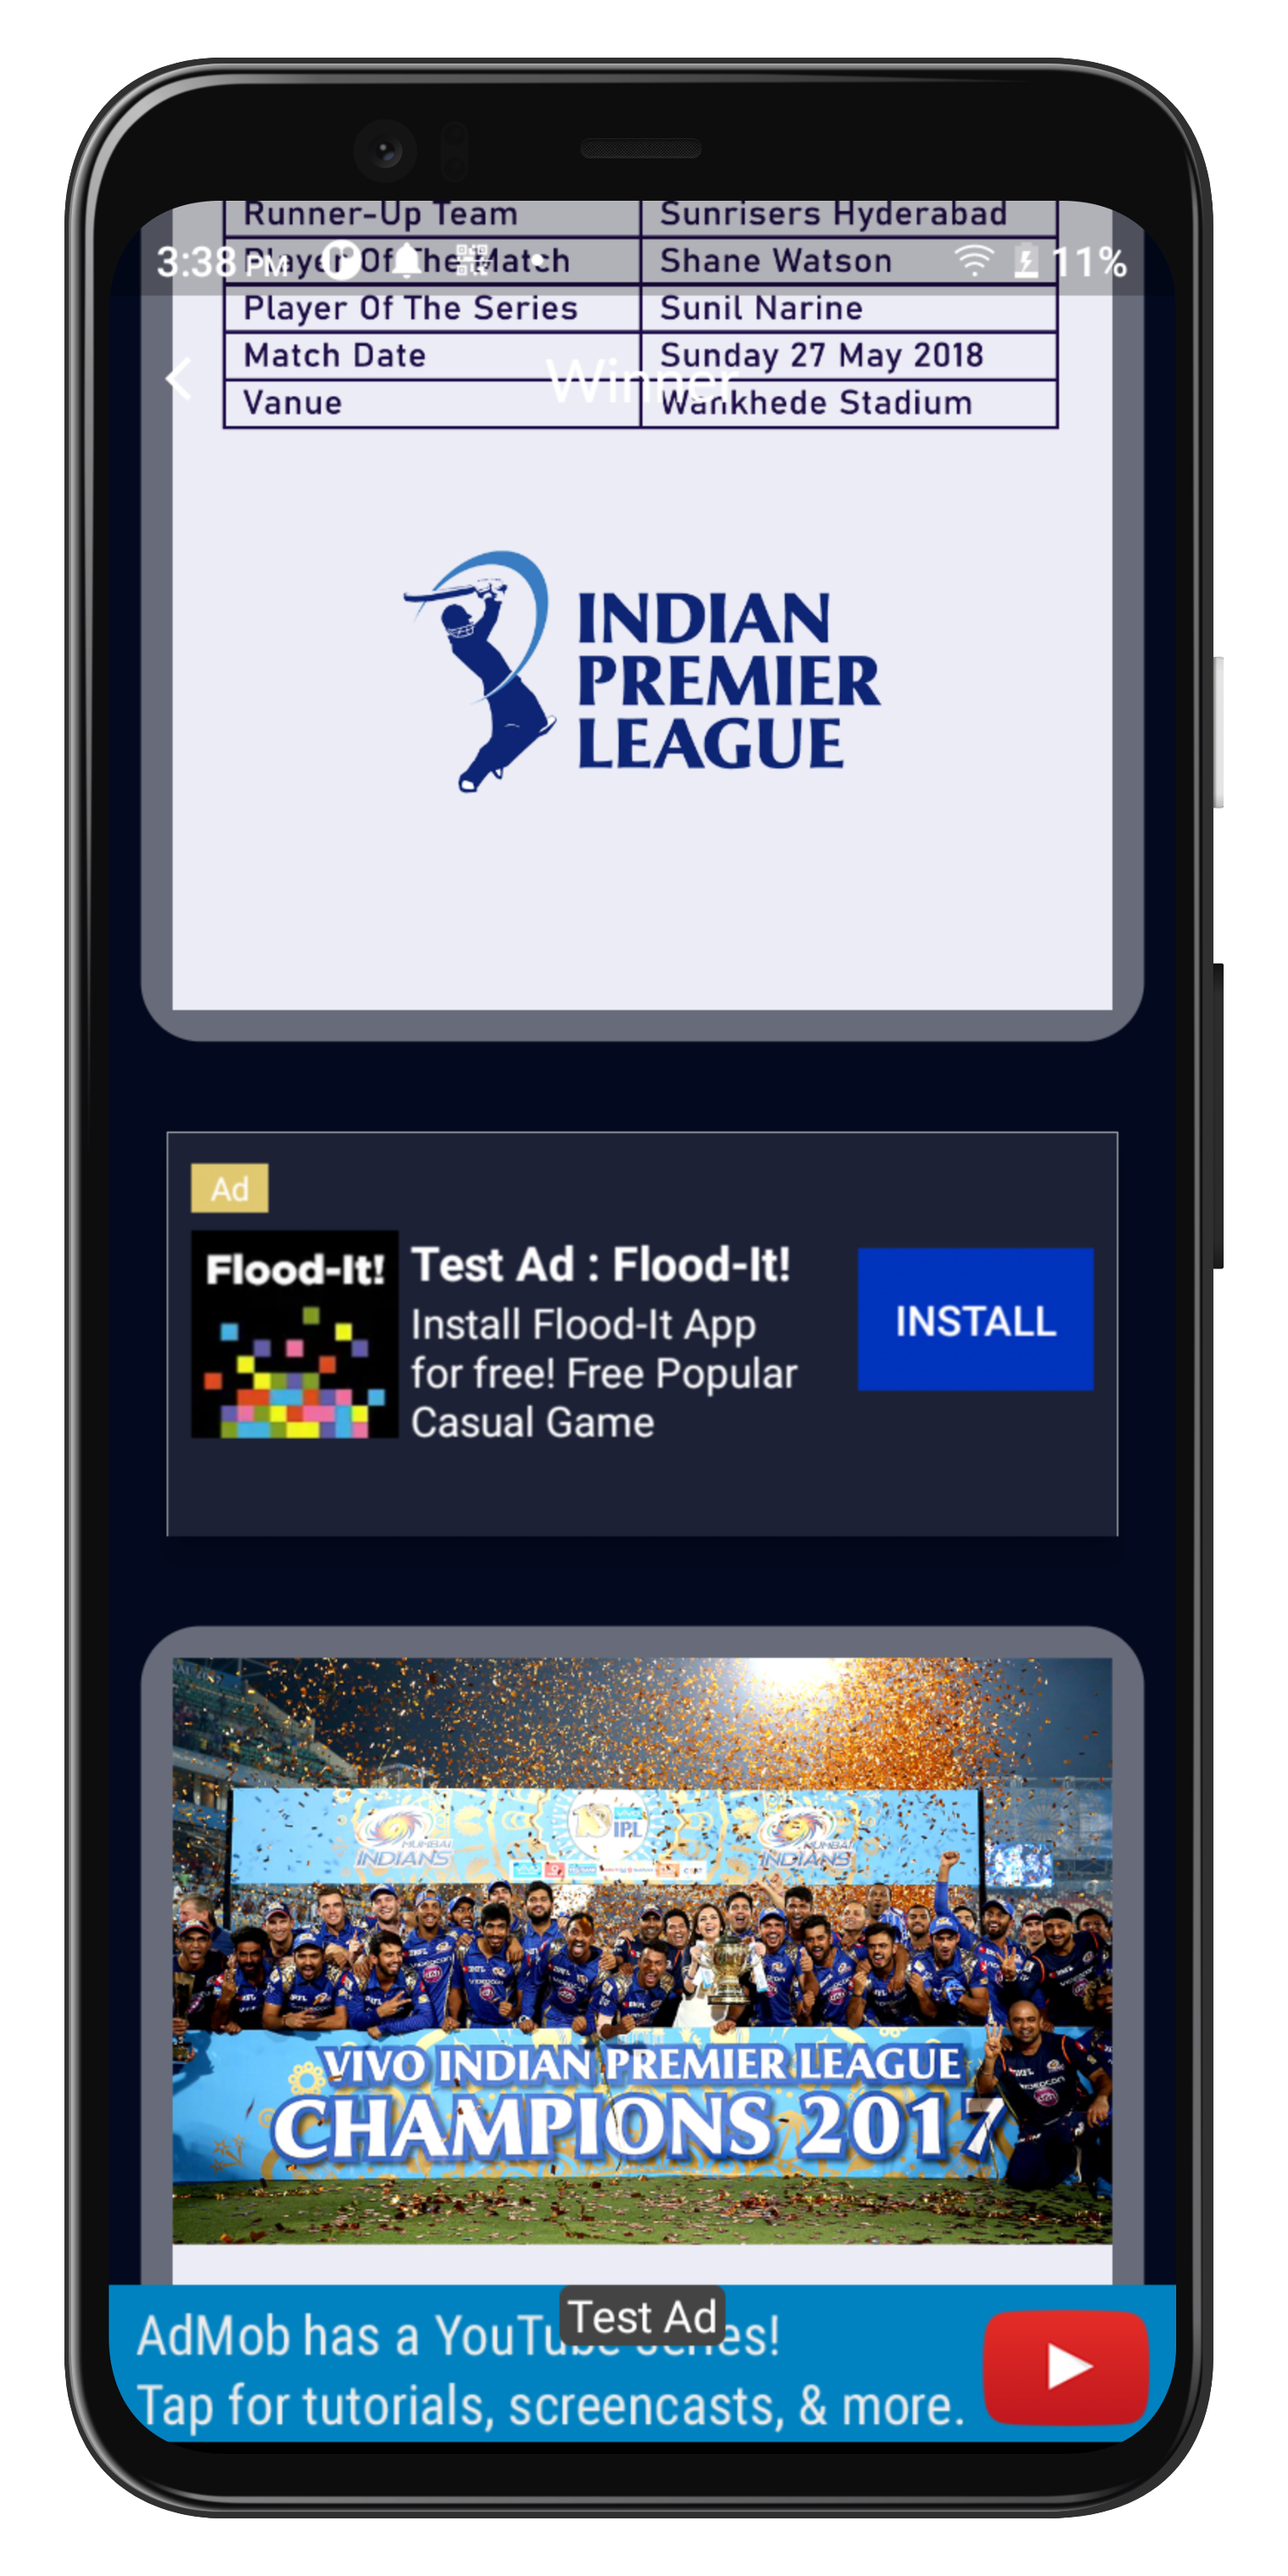 Runner-Up Team Sunrisers Hyderabad
3:38 PM Player Of The Match Shane Watson 11%
Player Of The Series Sunil Narine
Match Date Sunday 27 May 2018
Winner
Vanue Wankhede Stadium
INDIAN
PREMIER
LEAGUE
Ad
Flood-It!
Test Ad : Flood-It!
Install Flood-It App
for free! Free Popular
Casual Game
INSTALL
MUMBAI
INDIANS
IPL
MUMBAI
INDIANS
VIVO INDIAN PREMIER LEAGUE
CHAMPIONS 2017
Test Ad
AdMob has a YouTube series!
Tap for tutorials, screencasts, & more.